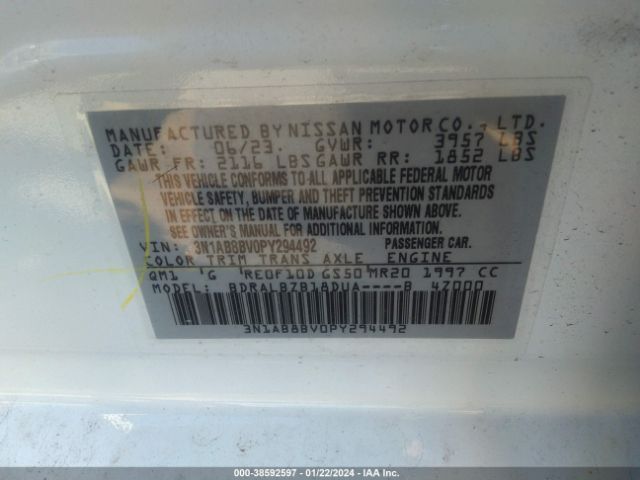 MANUFACTURED BY NISSAN MOTOR CO., LTD.
DATE: 06/23. GVWR: 3957 LBS
GAWR FR: 2116 LBS GAWR RR: 1852 LBS
THIS VEHICLE CONFORMS TO ALL APPLICABLE FEDERAL MOTOR
VEHICLE SAFETY, BUMPER AND THEFT PREVENTION STANDARDS
IN EFFECT ON THE DATE OF MANUFACTURE SHOWN ABOVE.
SEE OWNER'S MANUAL FOR ADDITIONAL INFORMATION.
VIN: 3N1AB8BV0PY294492 PASSENGER CAR.
COLOR TRIM TRANS AXLE ENGINE
QM1 'G RE0F10D GS50 MR20 1997 CC
MODEL: BDRALBZB18DUA----B 4Z000
3N1AB8BV0PY294492
000-38592597 - 01/22/2024 - IAA Inc.